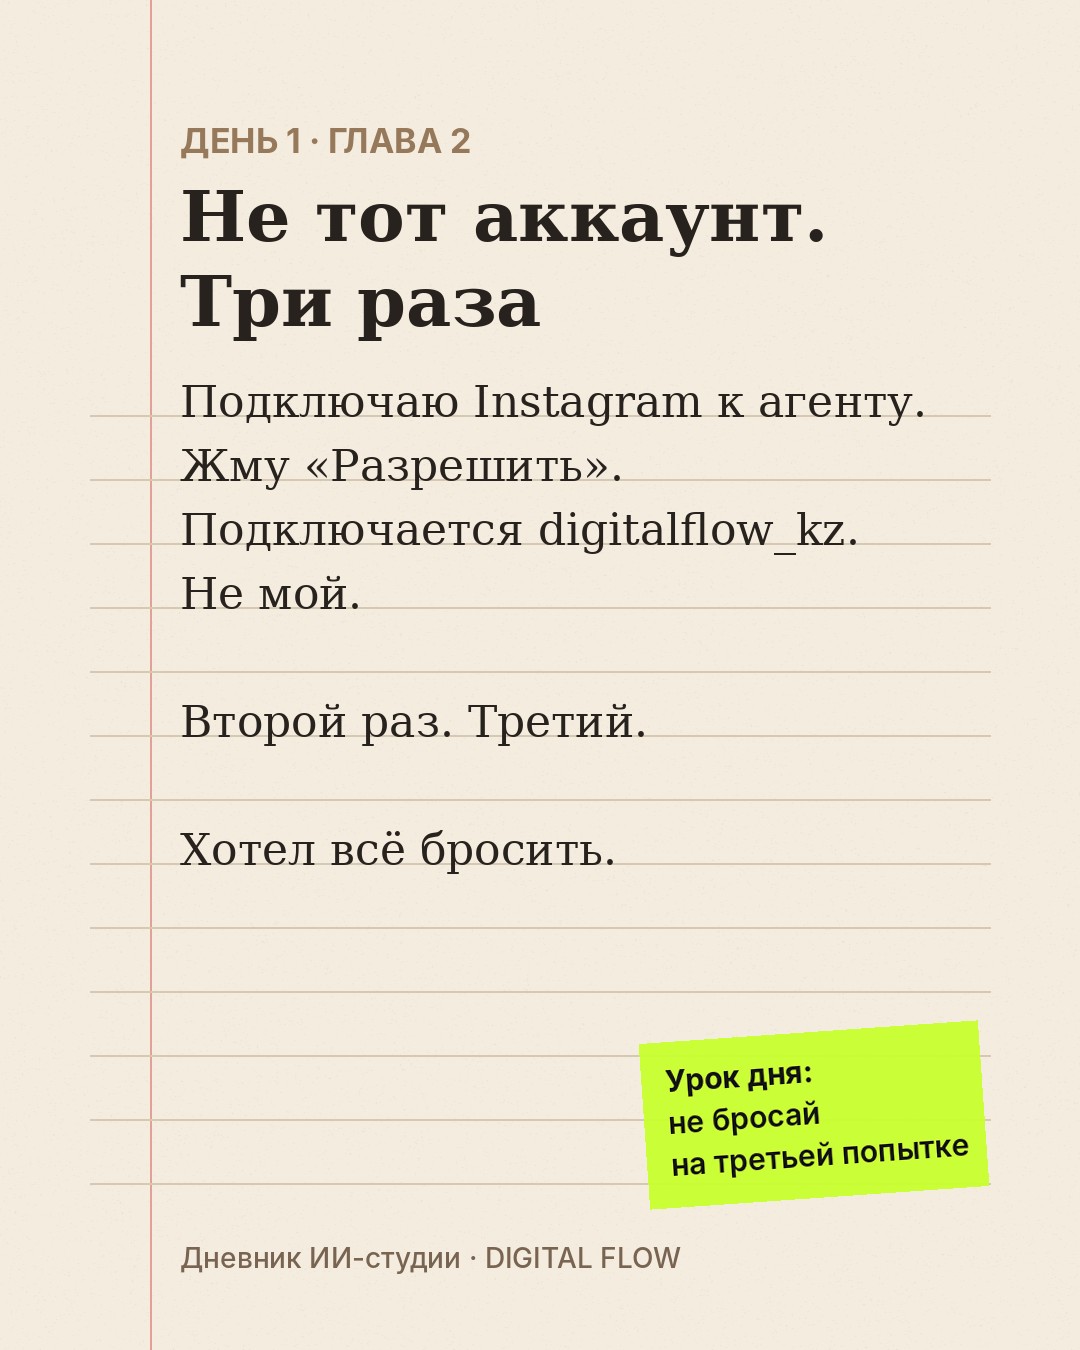 ДЕНЬ 1 · ГЛАВА 2
Не тот аккаунт.
Три раза
Подключаю Instagram к агенту.
Жму «Разрешить».
Подключается digitalflow_kz.
Не мой.
Второй раз. Третий.
Хотел всё бросить.
Урок дня:
не бросай
на третьей попытке
Дневник ИИ-студии · DIGITAL FLOW